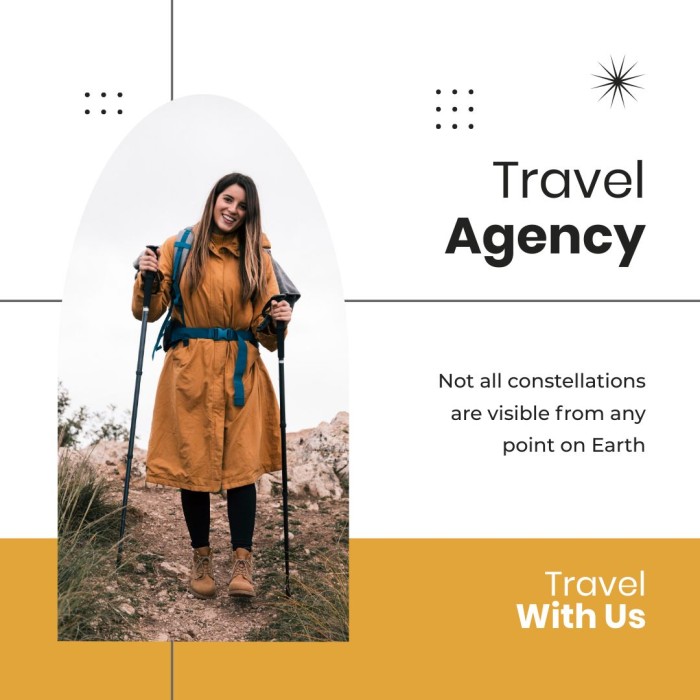 Travel
Agency
Not all constellations
are visible from any
point on Earth
Travel
With Us